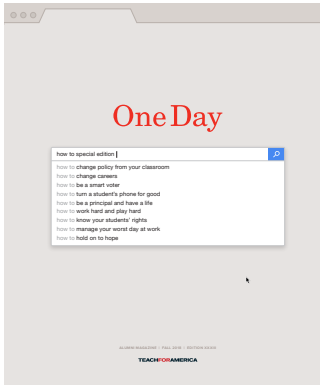 One Day
how to special edition
how to change policy from your classroom
how to change careers
how to be a smart voter
how to turn a student's phone for good
how to be a principal and have a life
how to work hard and play hard
how to know your students' rights
how to manage your worst day at work
how to hold on to hope
ALUMNI MAGAZINE FALL
TEACHFORAMERICA